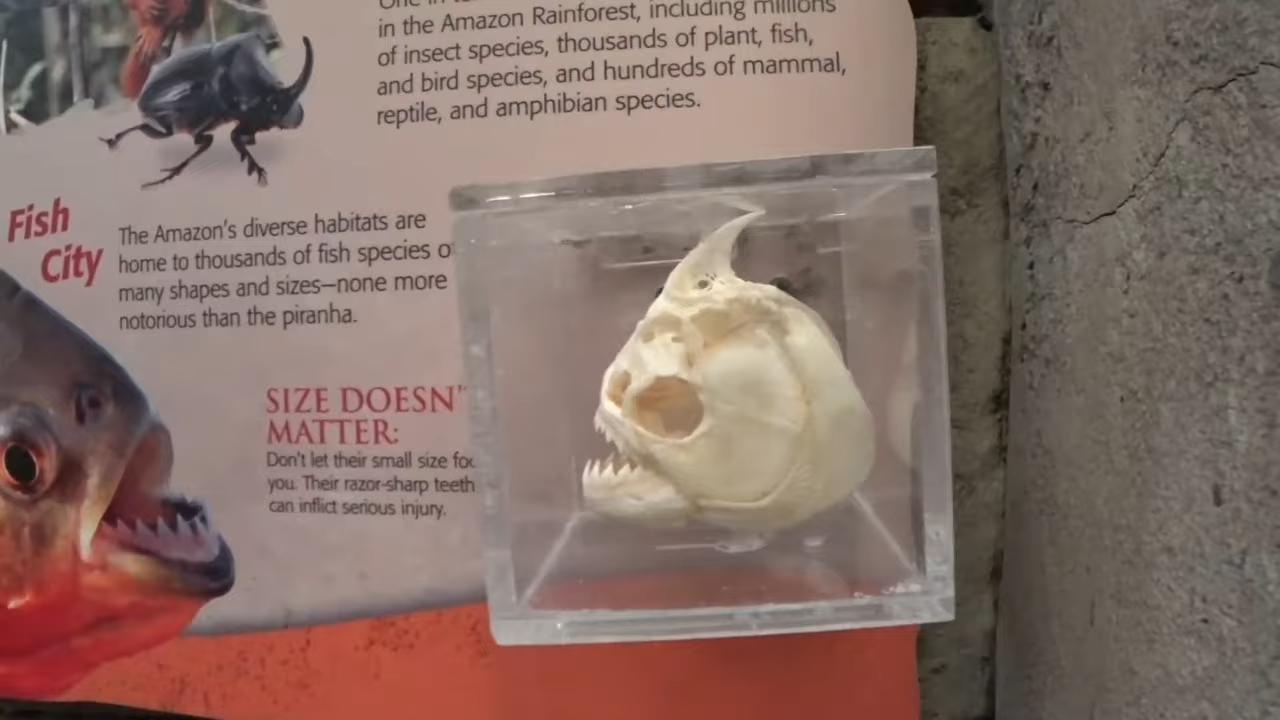 in the Amazon Rainforest, including millions
of insect species, thousands of plant, fish,
and bird species, and hundreds of mammal,
reptile, and amphibian species.
Fish
City
The Amazon's diverse habitats are
home to thousands of fish species
many shapes and sizes—none more
notorious than the piranha.
SIZE DOESN'
MATTER:
Don't let their small size
you. Their razor-sharp teeth
can inflict serious injury.